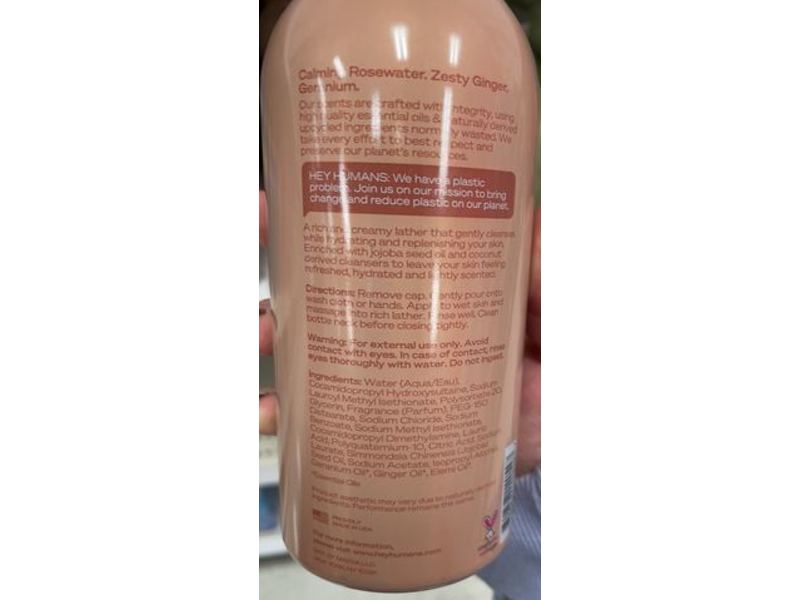 Calming Rosewater. Zesty Ginger,
Geranium.
Our scents are crafted with integrity, using
high quality essential oils & naturally derived
upcycled ingredients normally wasted. We
take every effort to best respect and
preserve our planet's resources.
HEY HUMANS: We have a plastic
problem. Join us on our mission to bring
change and reduce plastic on our planet.
A rich and creamy lather that gently cleanses
while hydrating and replenishing your skin.
Enriched with jojoba seed oil and coconut
derived cleansers to leave your skin feeling
refreshed, hydrated and lightly scented.
Directions: Remove cap. Gently pour onto
wash cloth or hands. Apply to wet skin and
massage into rich lather. Rinse well. Clean
bottle neck before closing tightly.
Warning: For external use only. Avoid
contact with eyes. In case of contact, rinse
eyes thoroughly with water. Do not ingest.
Ingredients: Water (Aqua/Eau),
Cocamidopropyl Hydroxysultaine, Sodium
Lauroyl Methyl Isethionate, Polysorbate 20,
Glycerin, Fragrance (Parfum), PEG-150
Distearate, Sodium Chloride, Sodium
Benzoate, Sodium Methyl Isethionate,
Cocamidopropyl Dimethylamine, Lauric
Acid, Polyquaternium-10, Citric Acid, Sodium
Laurate, Simmondsia Chinensis (Jojoba)
Seed Oil, Sodium Acetate, Isopropyl
Geranium Oil*, Ginger Oil*, Elemi Oil*.
*Essential Oils
Product aesthetic may vary due to naturally
ingredients. Performance remains the same.
PROUDLY
MADE IN USA
For more information,
please visit www.heyhumans.com